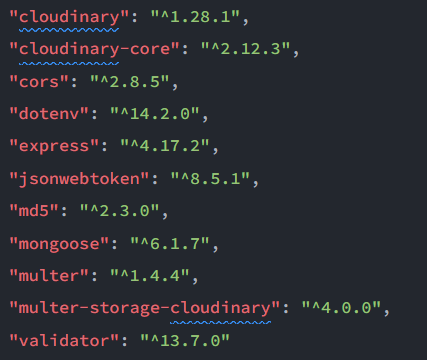 "cloudinary": "^1.28.1",
"cloudinary-core": "^2.12.3",
"cors": "^2.8.5",
"dotenv": "^14.2.0",
"express": "^4.17.2",
"jsonwebtoken": "^8.5.1",
"md5": "^2.3.0",
"mongoose": "^6.1.7",
"multer": "^1.4.4",
"multer-storage-cloudinary": "^4.0.0",
"validator": "^13.7.0"